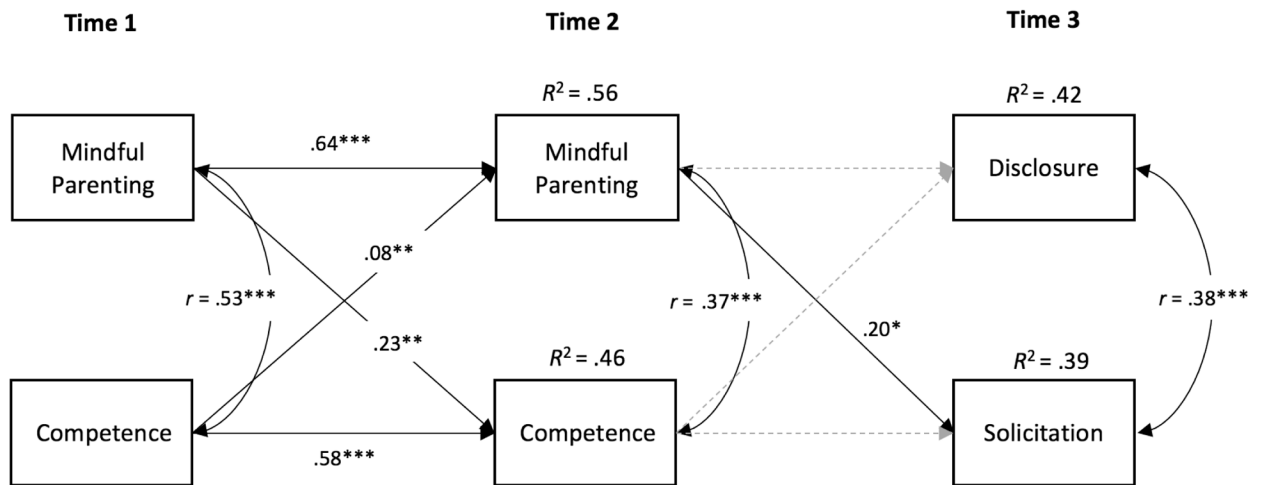 Time 1
Time 2
Time 3
R² = .56
R² = .42
Mindful
Parenting
.64***
Mindful
Parenting
Disclosure
.08**
r = .53***
r = .37***
r = .38***
.20*
.23**
R² = .46
R² = .39
Competence
Competence
Solicitation
.58***